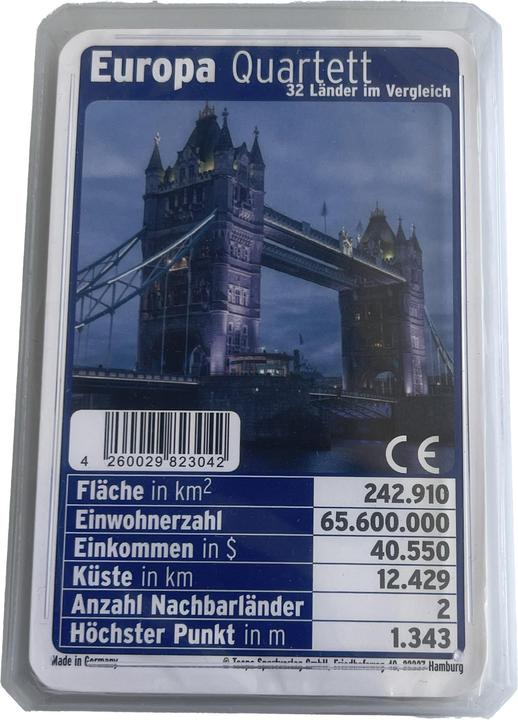 Europa Quartett
32 Länder im Vergleich
CE
4 260029 823042
Fläche in km² 242.910
Einwohnerzahl 65.600.000
Einkommen in $ 40.550
Küste in km 12.429
Anzahl Nachbarländer 2
Höchster Punkt in m 1.343
Made in Germany © GmbH, Hamburg